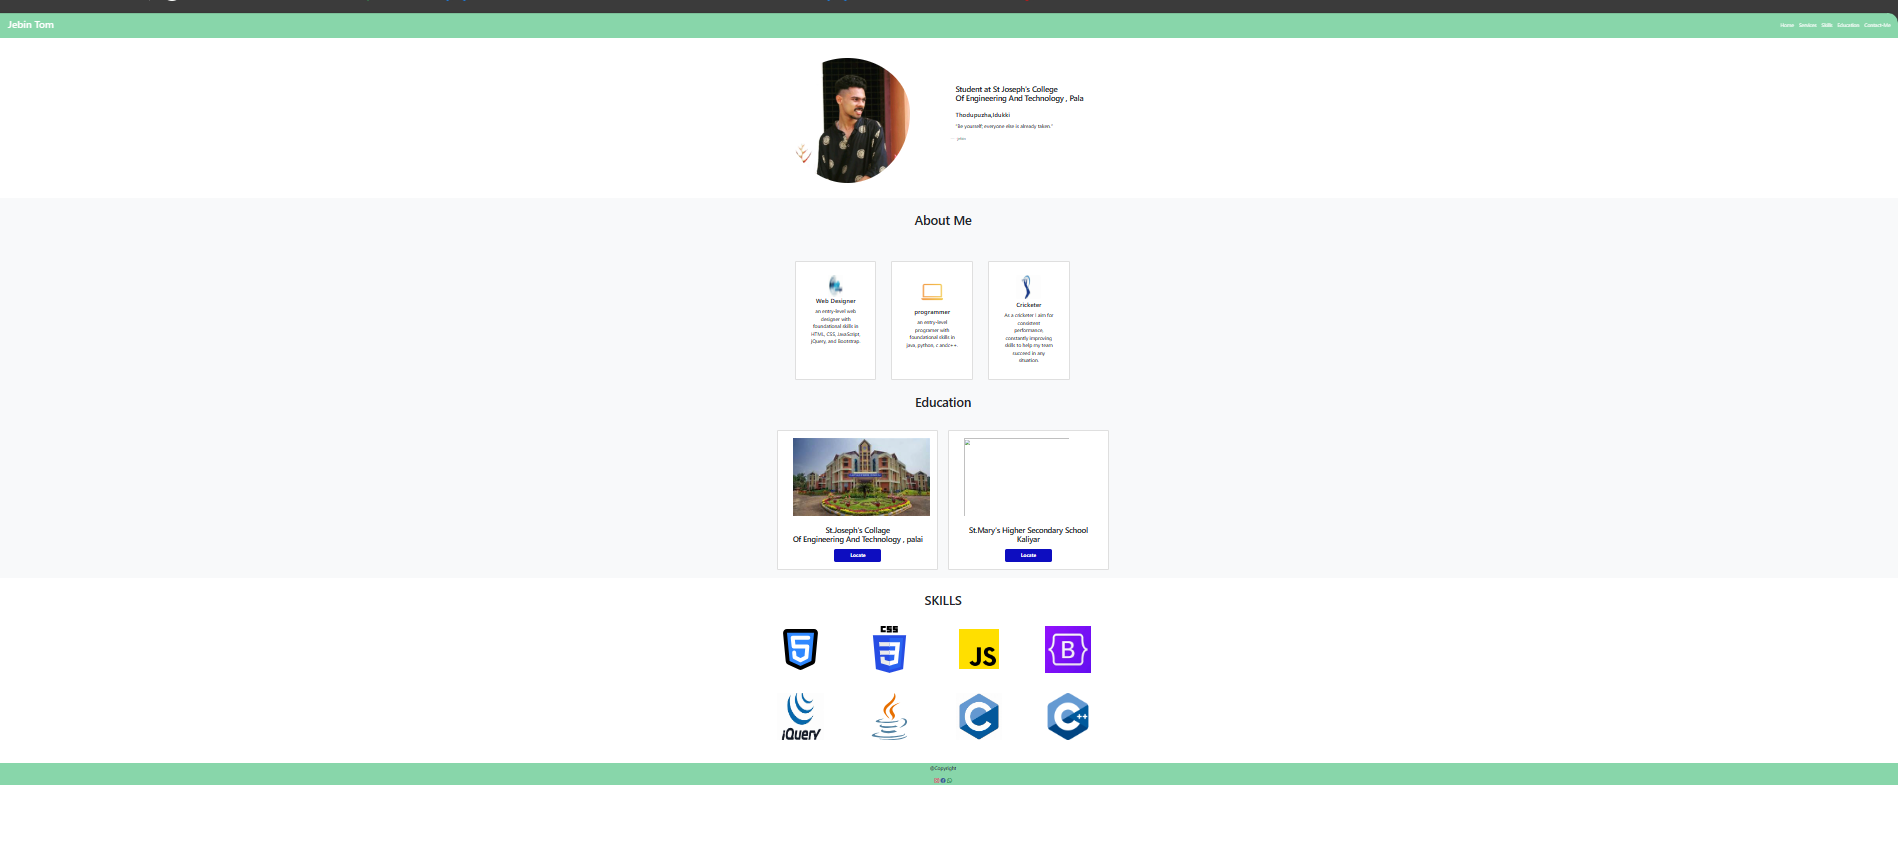 Jebin Tom
Home Services Skills Education Contact-Me
Student at St Joseph's College
Of Engineering And Technology , Pala
Thodupuzha,Idukki
"Be yourself; everyone else is already taken."
About Me
Web Designer
an entry-level web
designer with
foundational skills in
HTML, CSS, JavaScript,
jQuery, and Bootstrap.
programmer
an entry-level
programer with
foundational skills in
java, python, c andc++
Cricketer
As a cricketer i aim for
consistent
performance,
constantly improving
skills to help my team
succeed in any
situation.
Education
St.Joseph's Collage
Of Engineering And Technology , palai
Locate
St.Mary's Higher Secondary School
Kaliyar
Locate
SKILLS
5
CSS
3
JS
B
jQuery
C
C++
©Copyright